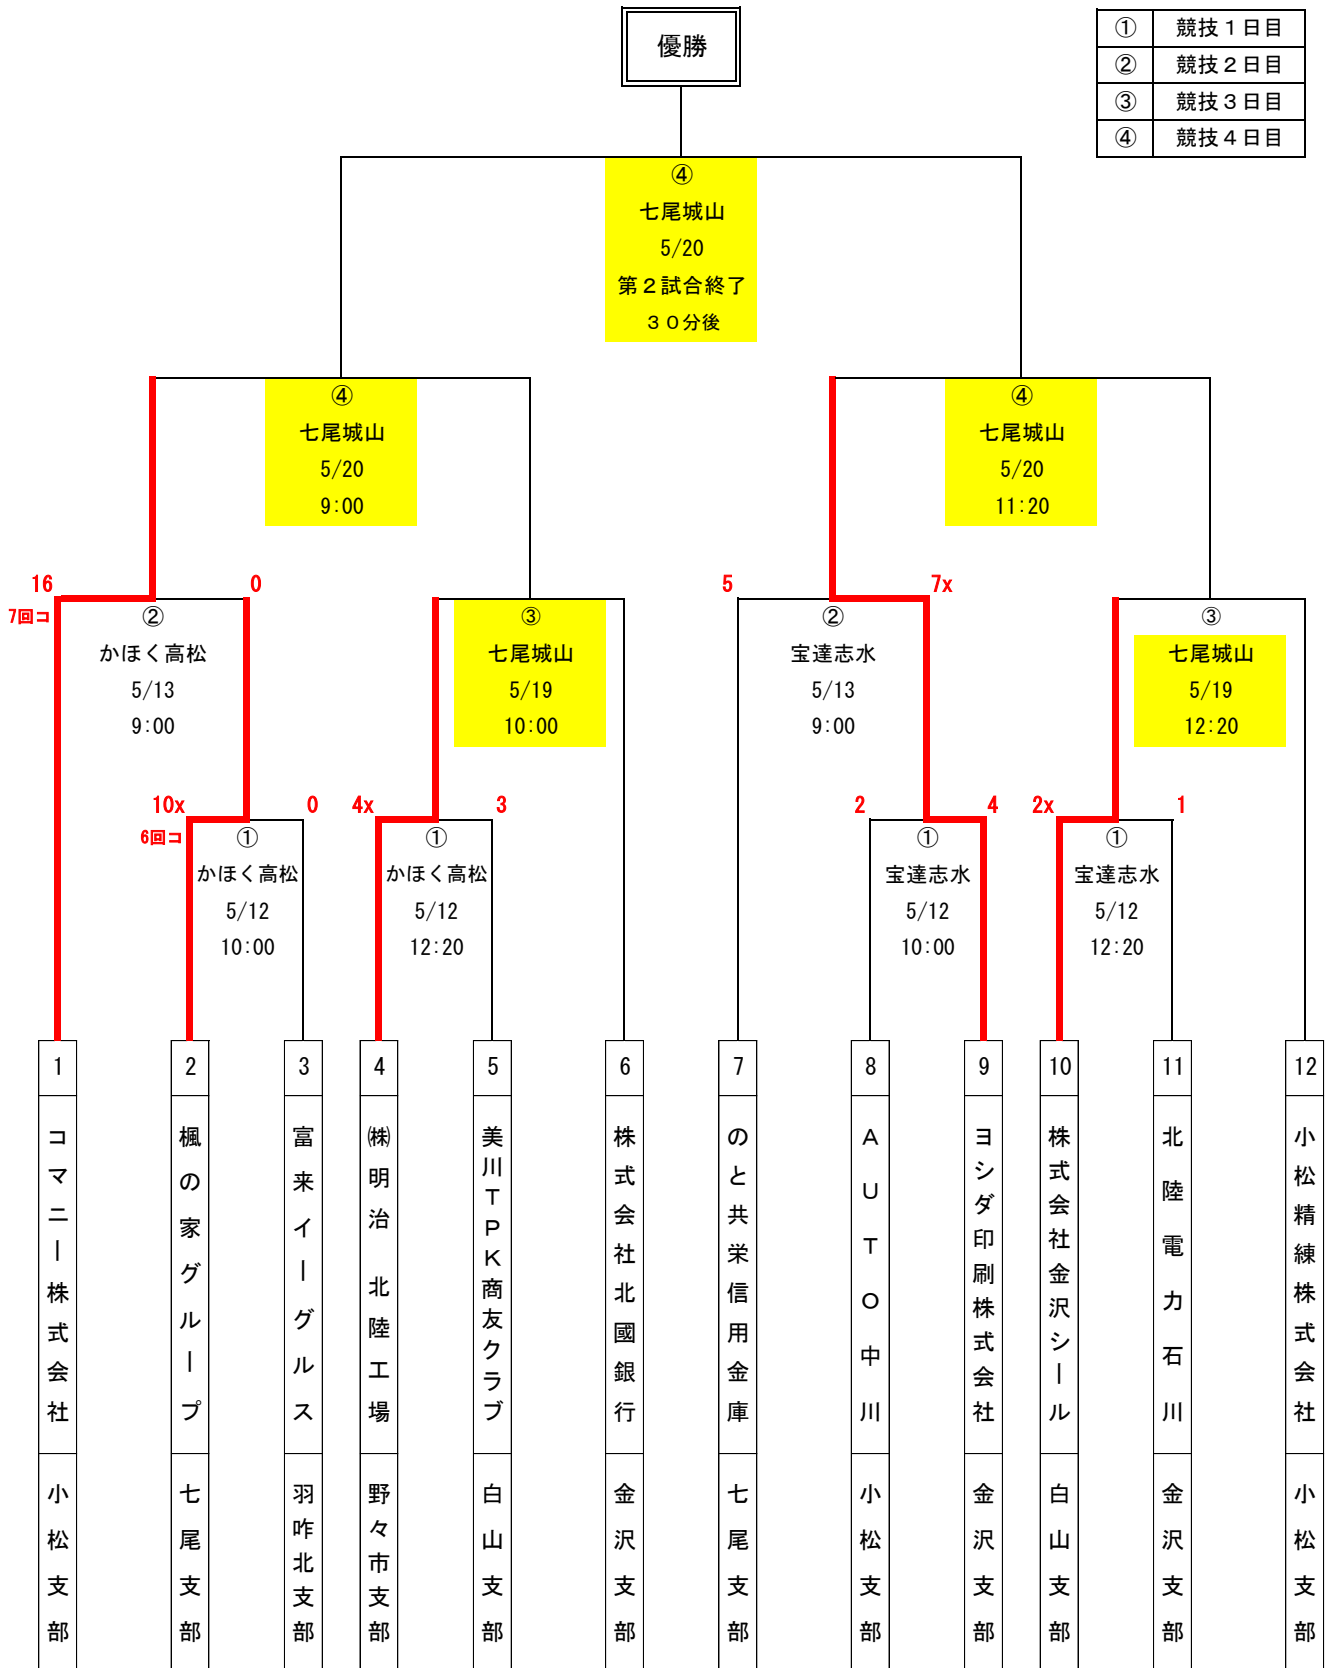 優勝
① 競技１日目
② 競技２日目
③ 競技３日目
④ 競技４日目
④
七尾城山
5/20
第２試合終了
３０分後
④
七尾城山
5/20
9:00
④
七尾城山
5/20
11:20
16
7回コ
0
②
かほく高松
5/13
9:00
③
七尾城山
5/19
10:00
5
7x
②
宝達志水
5/13
9:00
③
七尾城山
5/19
12:20
10x
6回コ
0
①
かほく高松
5/12
10:00
4x
3
①
かほく高松
5/12
12:20
2
4
①
宝達志水
5/12
10:00
2x
1
①
宝達志水
5/12
12:20
1
コマニー株式会社
小松支部
2
楓の家グループ
七尾支部
3
富来イーグルス
羽咋北支部
4
㈱明治　北陸工場
野々市支部
5
美川ＴＰＫ商友クラブ
白山支部
6
株式会社北國銀行
金沢支部
7
のと共栄信用金庫
七尾支部
8
ＡＵＴＯ中川
小松支部
9
ヨシダ印刷株式会社
金沢支部
10
株式会社金沢シール
白山支部
11
北陸電力石川
金沢支部
12
小松精練株式会社
小松支部